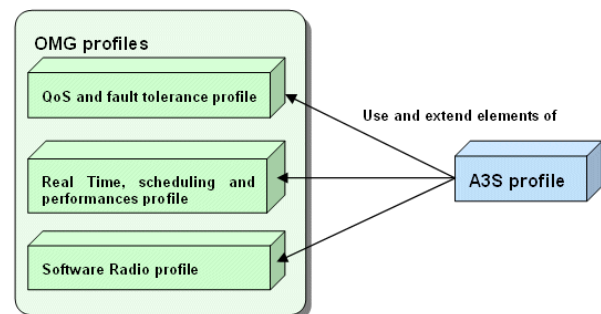 OMG profiles
QoS and fault tolerance profile
Use and extend elements of
Real Time, scheduling and
performances profile
A3S profile
Software Radio profile